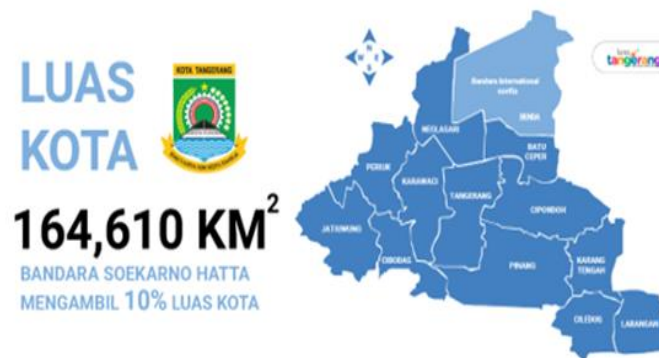 LUAS
KOTA
KOTA TANGERANG
164,610 KM²
BANDARA SOEKARNO HATTA
MENGAMBIL 10% LUAS KOTA
N
tangerang
Bandara International
soetta
BENDA
NEGLASARI
BATU
CEPER
PERIUK
KARAWACI
TANGERANG
CIPONDOH
JATIUWUNG
CIBODAS
PINANG
KARANG
TENGAH
CILEDUG
LARANGAN